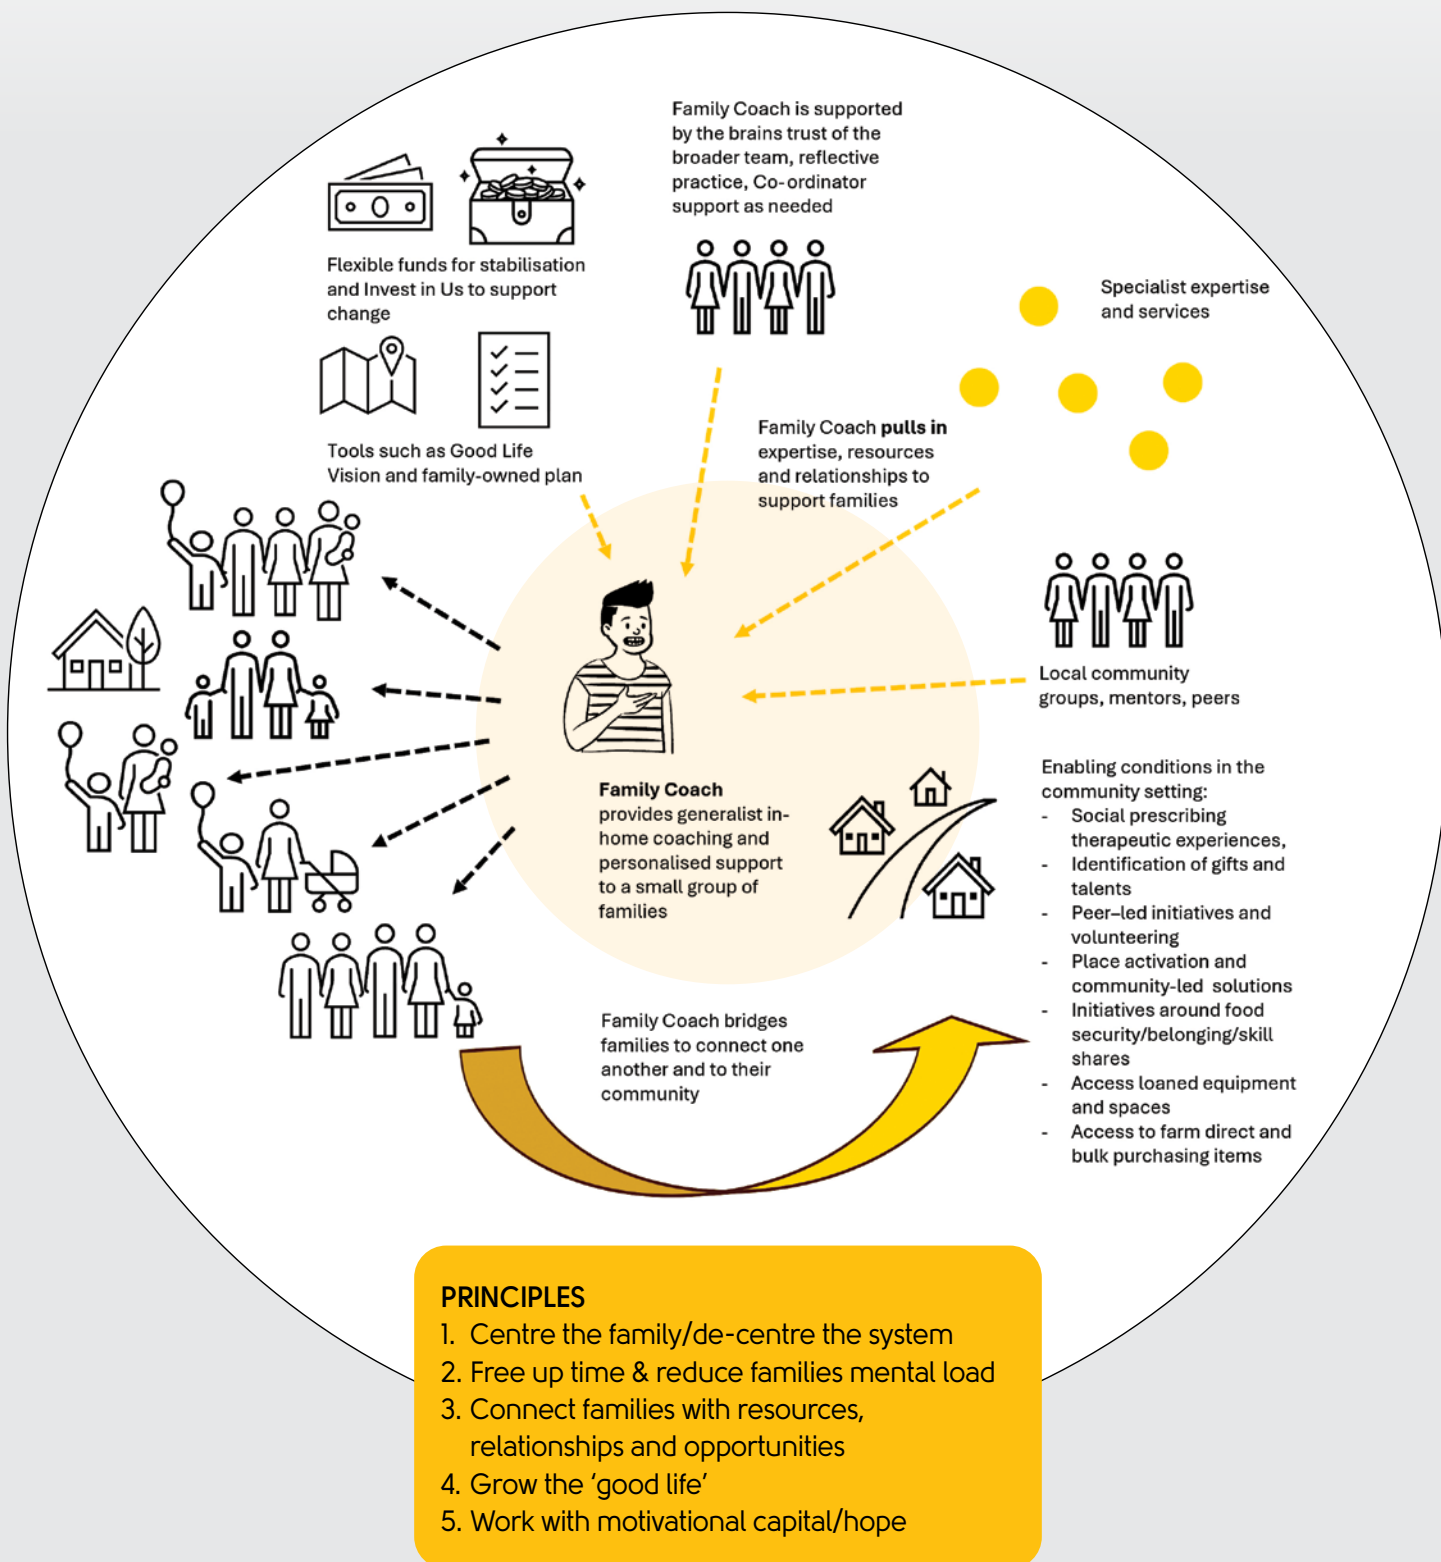 Family Coach is supported
by the brains trust of the
broader team, reflective
practice, Co-ordinator
support as needed
Flexible funds for stabilisation
and Invest in Us to support
change
Specialist expertise
and services
Tools such as Good Life
Vision and family-owned plan
Family Coach pulls in
expertise, resources
and relationships to
support families
Local community
groups, mentors, peers
Family Coach
provides generalist in-
home coaching and
personalised support
to a small group of
families
Enabling conditions in the
community setting:
- Social prescribing
therapeutic experiences,
- Identification of gifts and
talents
- Peer–led initiatives and
volunteering
- Place activation and
community-led solutions
- Initiatives around food
security/belonging/skill
shares
- Access loaned equipment
and spaces
- Access to farm direct and
bulk purchasing items
Family Coach bridges
families to connect one
another and to their
community
PRINCIPLES
1. Centre the family/de-centre the system
2. Free up time & reduce families mental load
3. Connect families with resources,
relationships and opportunities
4. Grow the ‘good life’
5. Work with motivational capital/hope